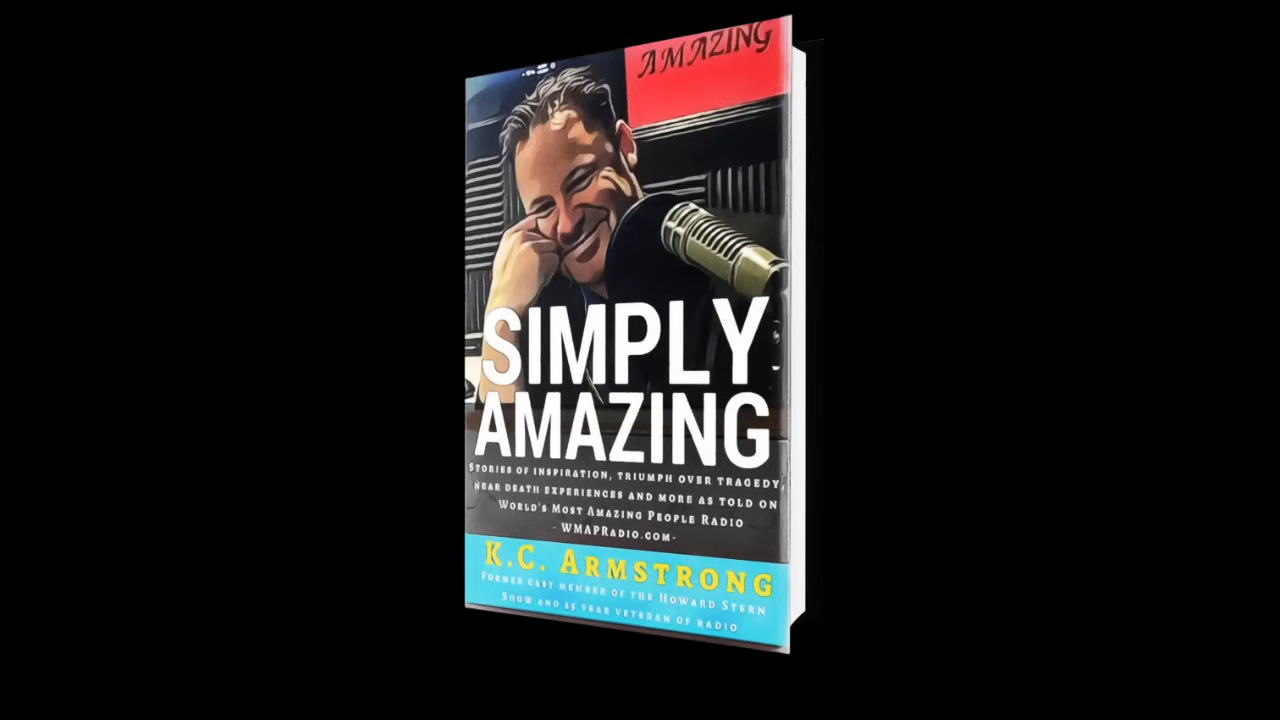 AMAZING
SIMPLY
AMAZING
STORIES OF INSPIRATION, TRIUMPH OVER TRAGEDY,
NEAR DEATH EXPERIENCES AND MORE AS TOLD ON
WORLD'S MOST AMAZING PEOPLE RADIO
- WMAPRADIO.COM-
K.C. ARMSTRONG
FORMER CAST MEMBER OF THE HOWARD STERN
SHOW AND 25 YEAR VETERAN OF RADIO